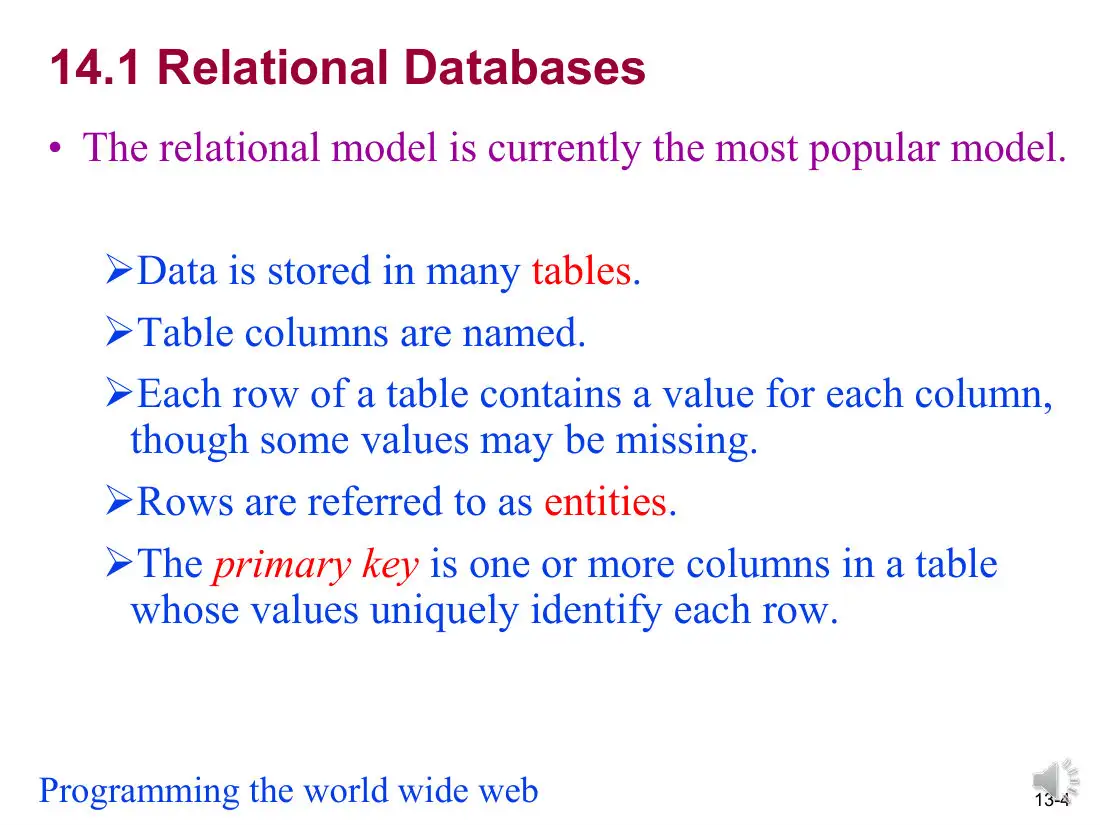 14.1 Relational Databases
• The relational model is currently the most popular model.
➢Data is stored in many tables.
➢Table columns are named.
➢Each row of a table contains a value for each column,
though some values may be missing.
➢Rows are referred to as entities.
➢The primary key is one or more columns in a table
whose values uniquely identify each row.
Programming the world wide web
13-4